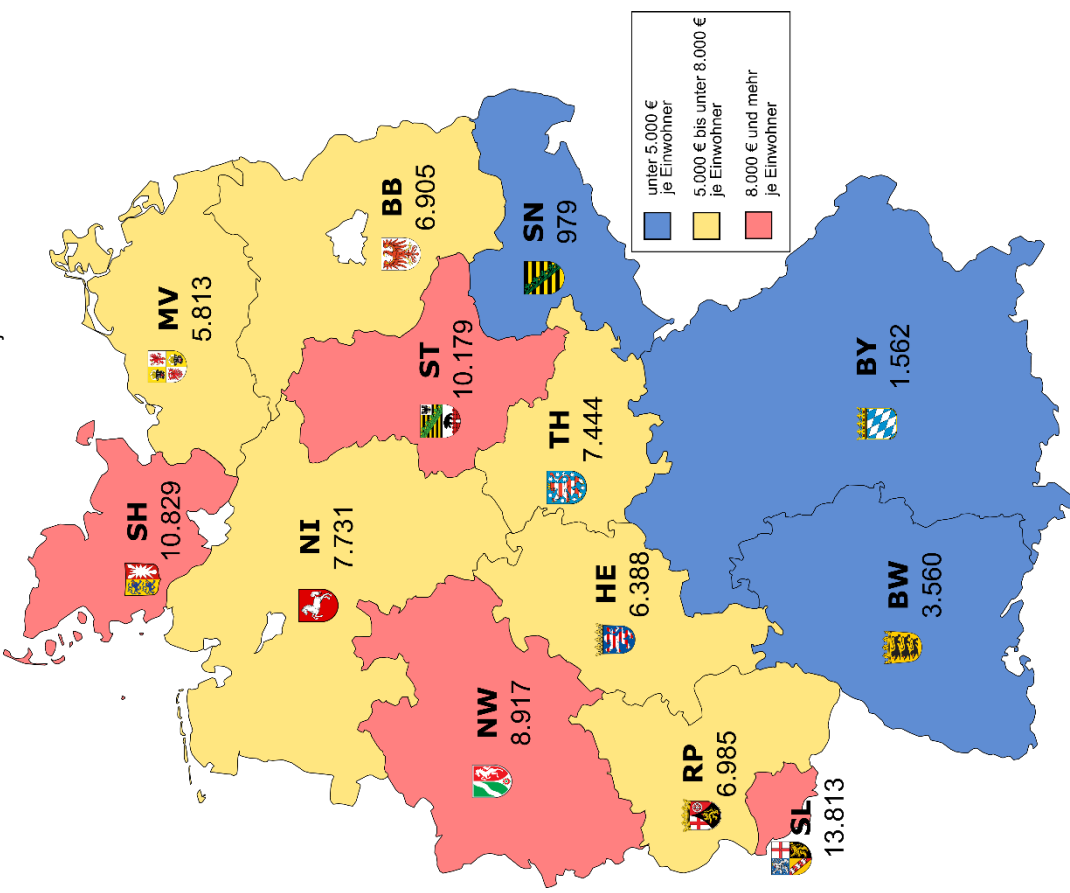 SH
10.829
MV
5.813
NI
7.731
BB
6.905
ST
10.179
NW
8.917
SN
979
TH
7.444
HE
6.388
RP
6.985
SL
13.813
BY
1.562
BW
3.560
unter 5.000 €
je Einwohner
5.000 € bis unter 8.000 €
je Einwohner
8.000 € und mehr
je Einwohner